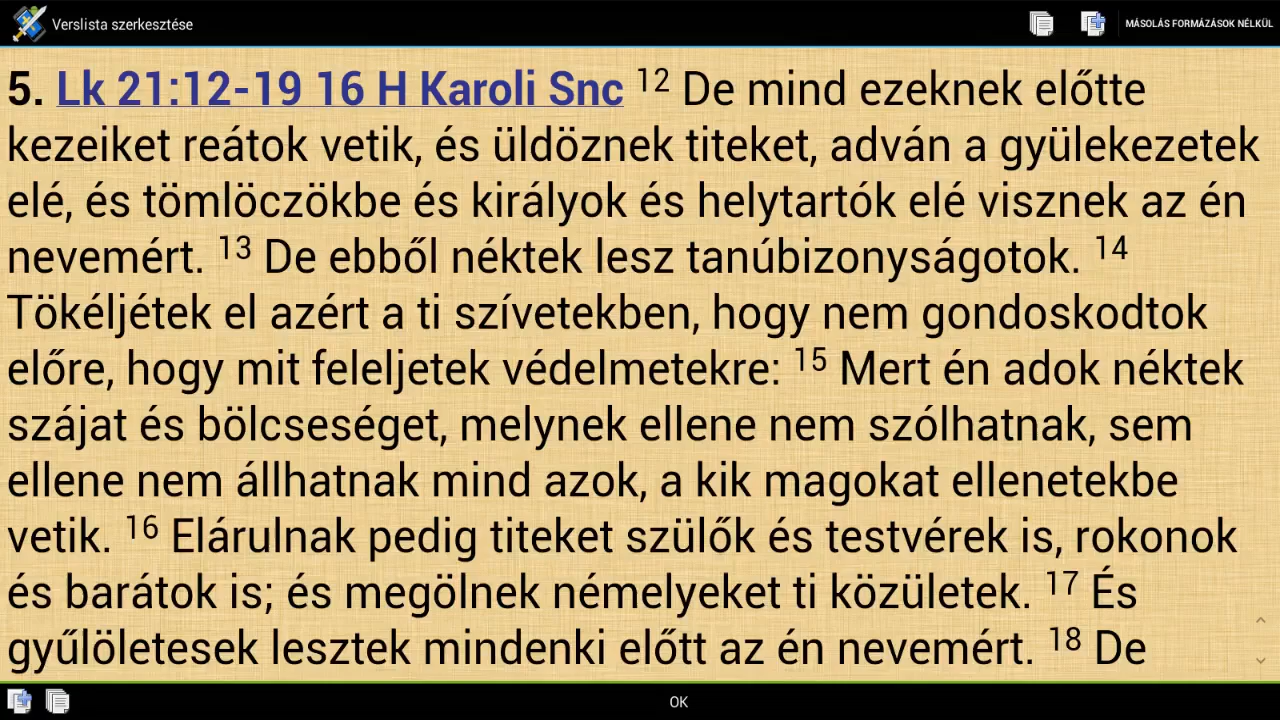 Verslista szerkesztése
MÁSOLÁS FORMÁZÁSOK NÉLKÜL
5. Lk 21:12-19 16 H Karoli Snc 12 De mind ezeknek előtte
kezeiket reátok vetik, és üldöznek titeket, adván a gyülekezetek
elé, és tömlöczökbe és királyok és helytartók elé visznek az én
nevemért. 13 De ebből néktek lesz tanúbizonyságotok. 14
Tökéljétek el azért a ti szívetekben, hogy nem gondoskodtok
előre, hogy mit feleljetek védelmetekre: 15 Mert én adok néktek
szájat és bölcseséget, melynek ellene nem szólhatnak, sem
ellene nem állhatnak mind azok, a kik magokat ellenetekbe
vetik. 16 Elárulnak pedig titeket szülők és testvérek is, rokonok
és barátok is; és megölnek némelyeket ti közületek. 17 És
gyűlöletesek lesztek mindenki előtt az én nevemért. 18 De
OK